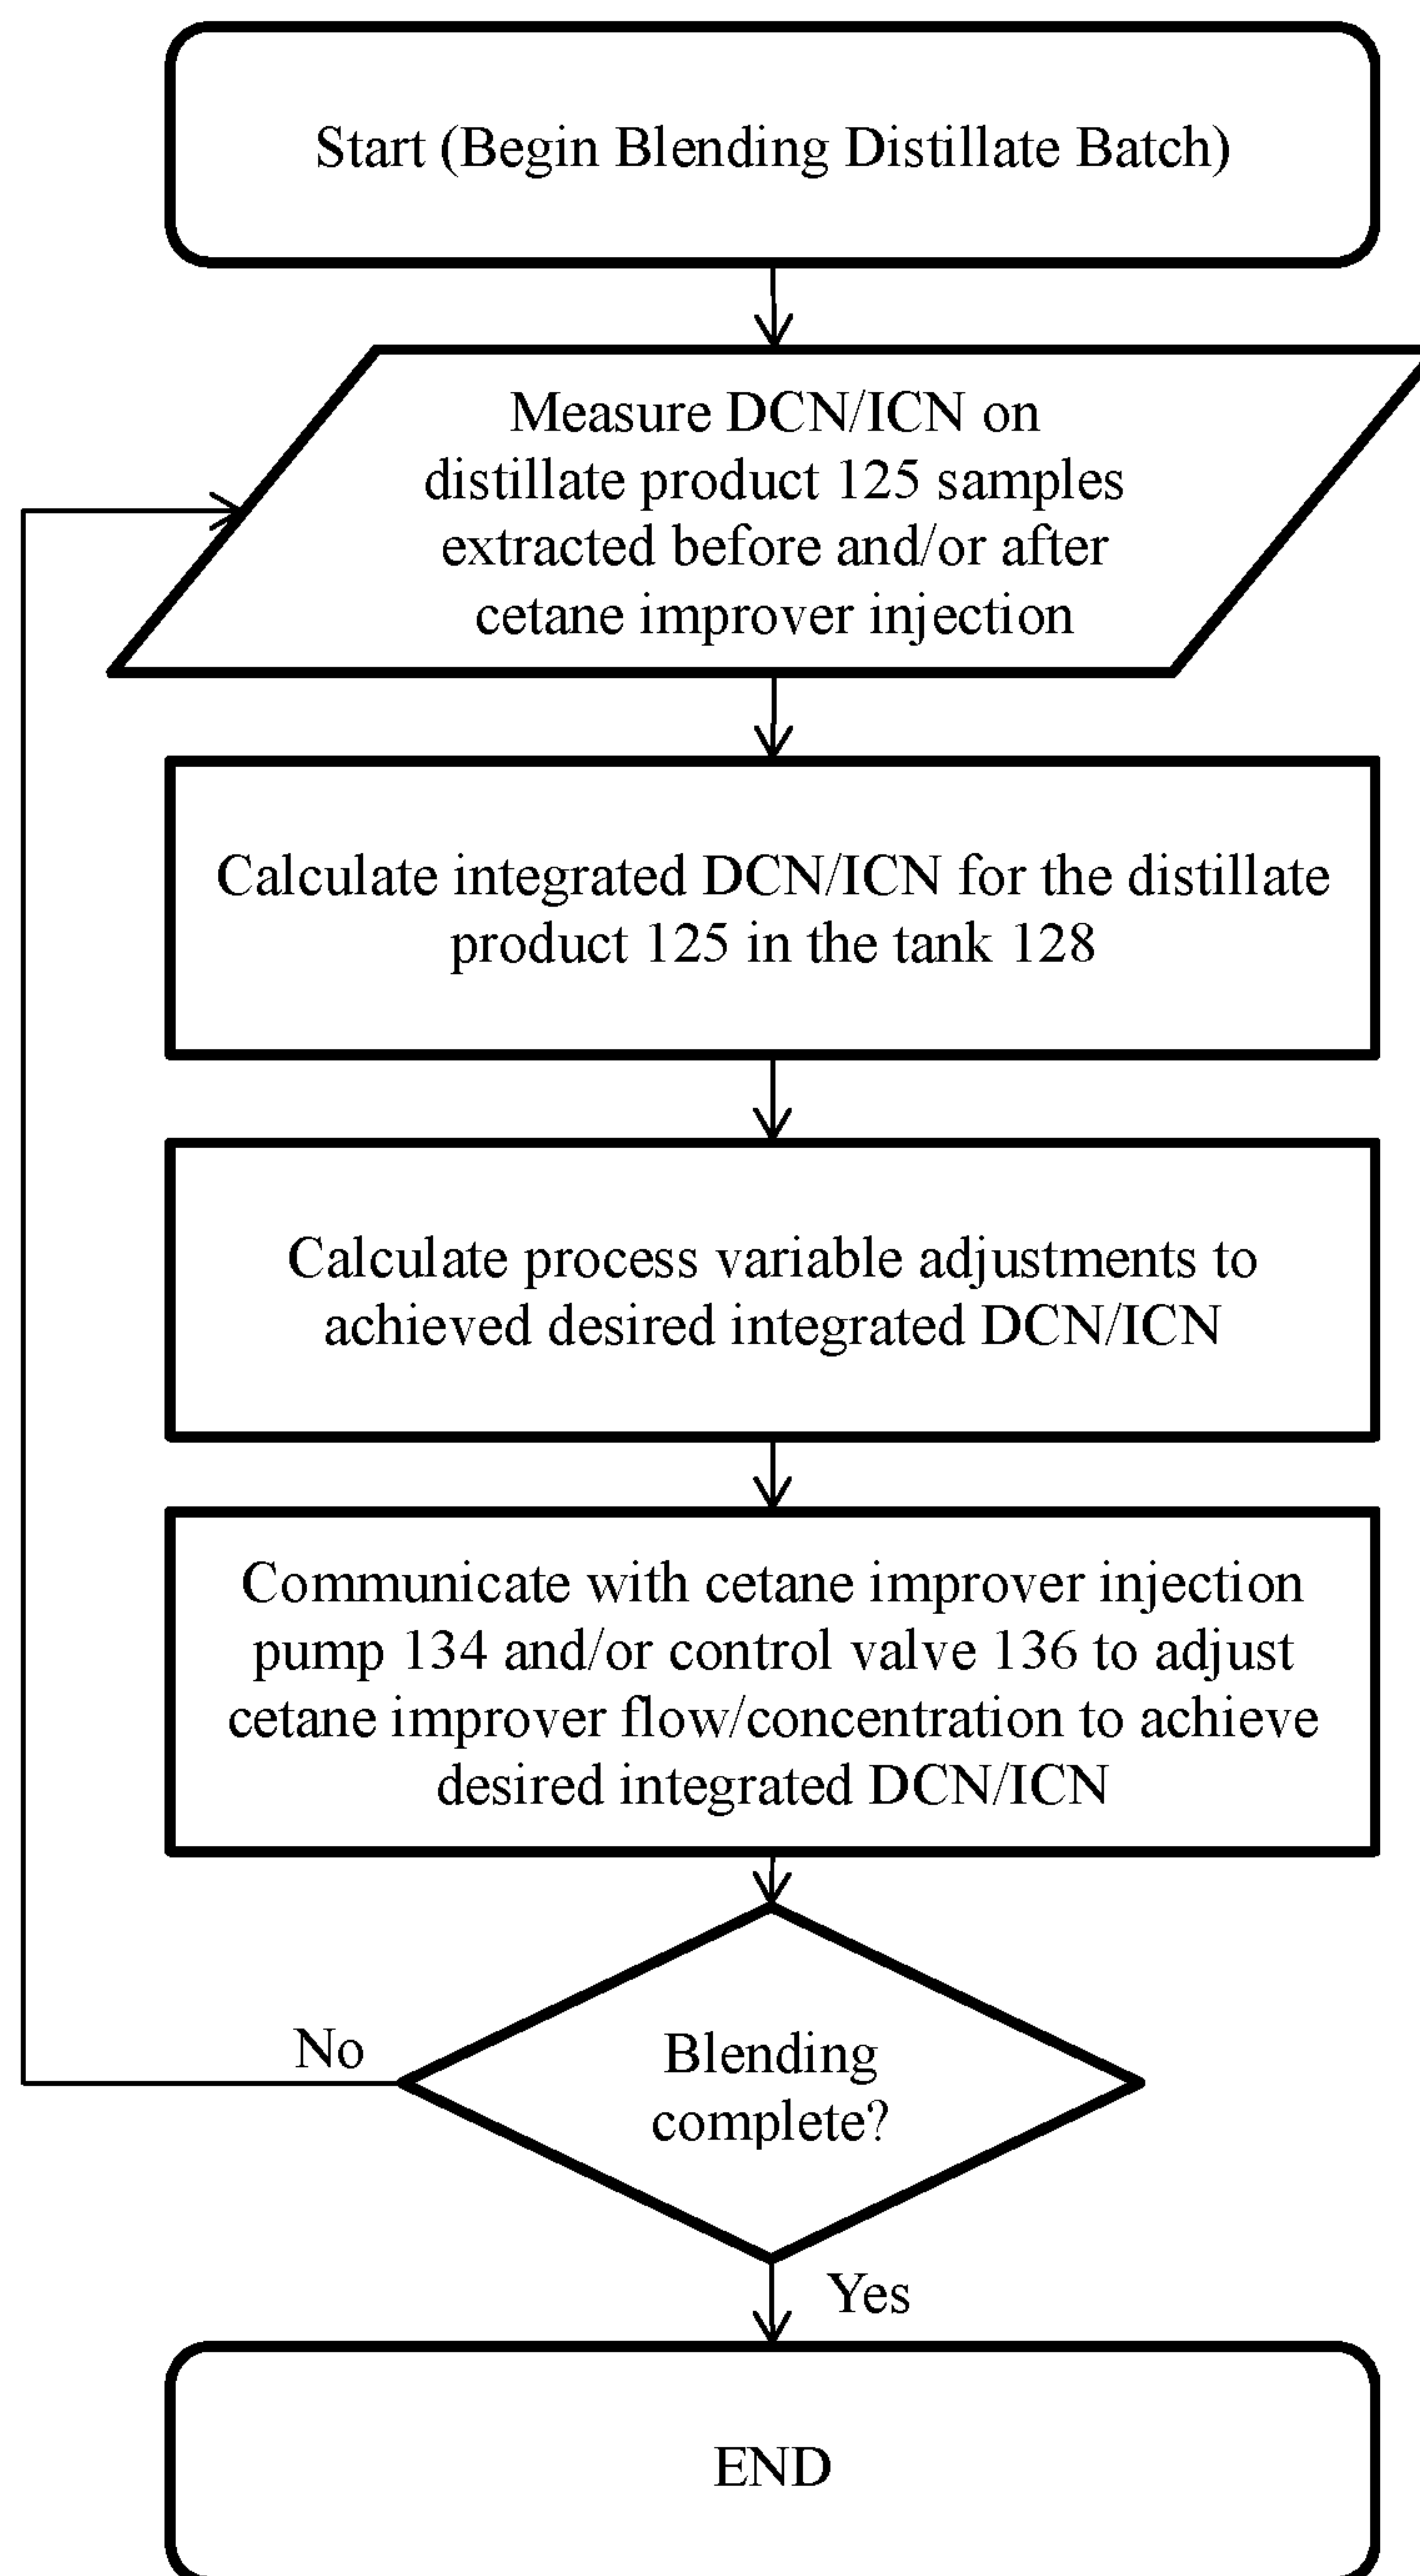 Start (Begin Blending Distillate Batch)
Measure DCN/ICN on
distillate product 125 samples
extracted before and/or after
cetane improver injection
Calculate integrated DCN/ICN for the distillate
product 125 in the tank 128
Calculate process variable adjustments to
achieved desired integrated DCN/ICN
Communicate with cetane improver injection
pump 134 and/or control valve 136 to adjust
cetane improver flow/concentration to achieve
desired integrated DCN/ICN
No
Blending
complete?
Yes
END